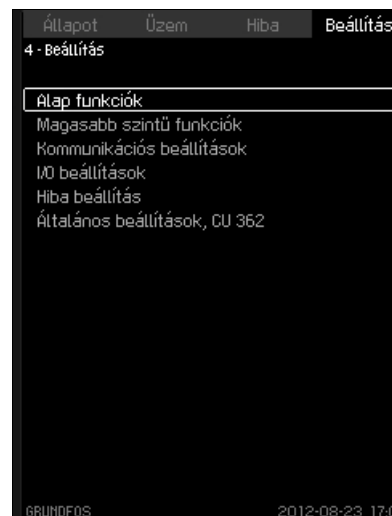 Állapot Üzem Hiba Beállítás
4 - Beállítás
Alap funkciók
Magasabb szintű funkciók
Kommunikációs beállítások
I/O beállítások
Hiba beállítás
Általános beállítások, CU 362
GRUNDFOS 2012-08-23